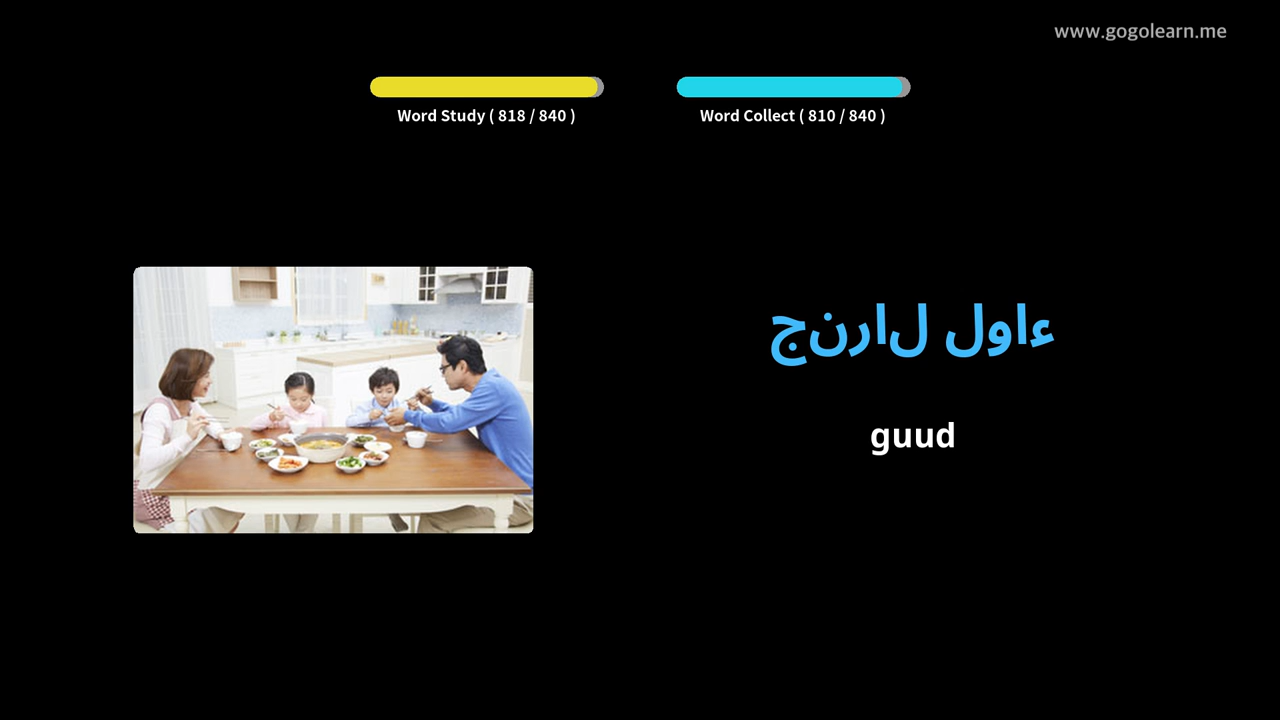 www.gogolearn.me
Word Study ( 818 / 840 )
Word Collect ( 810 / 840 )
ءاول لارنج
guud